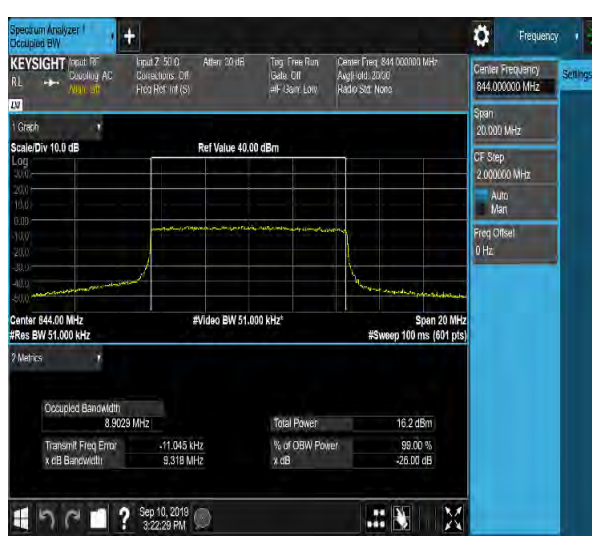 Spectrum Analyzer 1
Occupied BW
Frequency
KEYSIGHT Input: RF Input Z: 50 Ω Atten: 30 dB Trig: Free Run Center Freq: 844.000000 MHz
RL Coupling: AC Corrections: Off Gate: Off Avg|Hold: 20/20
Align: Off Freq Ref: Int (S) #IF Gain: Low Radio Std: None
LXI
1 Graph
Scale/Div 10.0 dB Ref Value 40.00 dBm
Log
30.0
20.0
10.0
0.00
-10.0
-20.0
-30.0
-40.0
-50.0
Center 844.00 MHz #Video BW 51.000 kHz* Span 20 MHz
#Res BW 51.000 kHz #Sweep 100 ms (601 pts)
2 Metrics
Occupied Bandwidth
8.9029 MHz Total Power 16.2 dBm
Transmit Freq Error -11.045 kHz % of OBW Power 99.00 %
x dB Bandwidth 9.318 MHz x dB -26.00 dB
? Sep 10, 2019
3:22:29 PM
Center Frequency
844.000000 MHz
Settings
Span
20.000 MHz
CF Step
2.000000 MHz
Auto
Man
Freq Offset
0 Hz